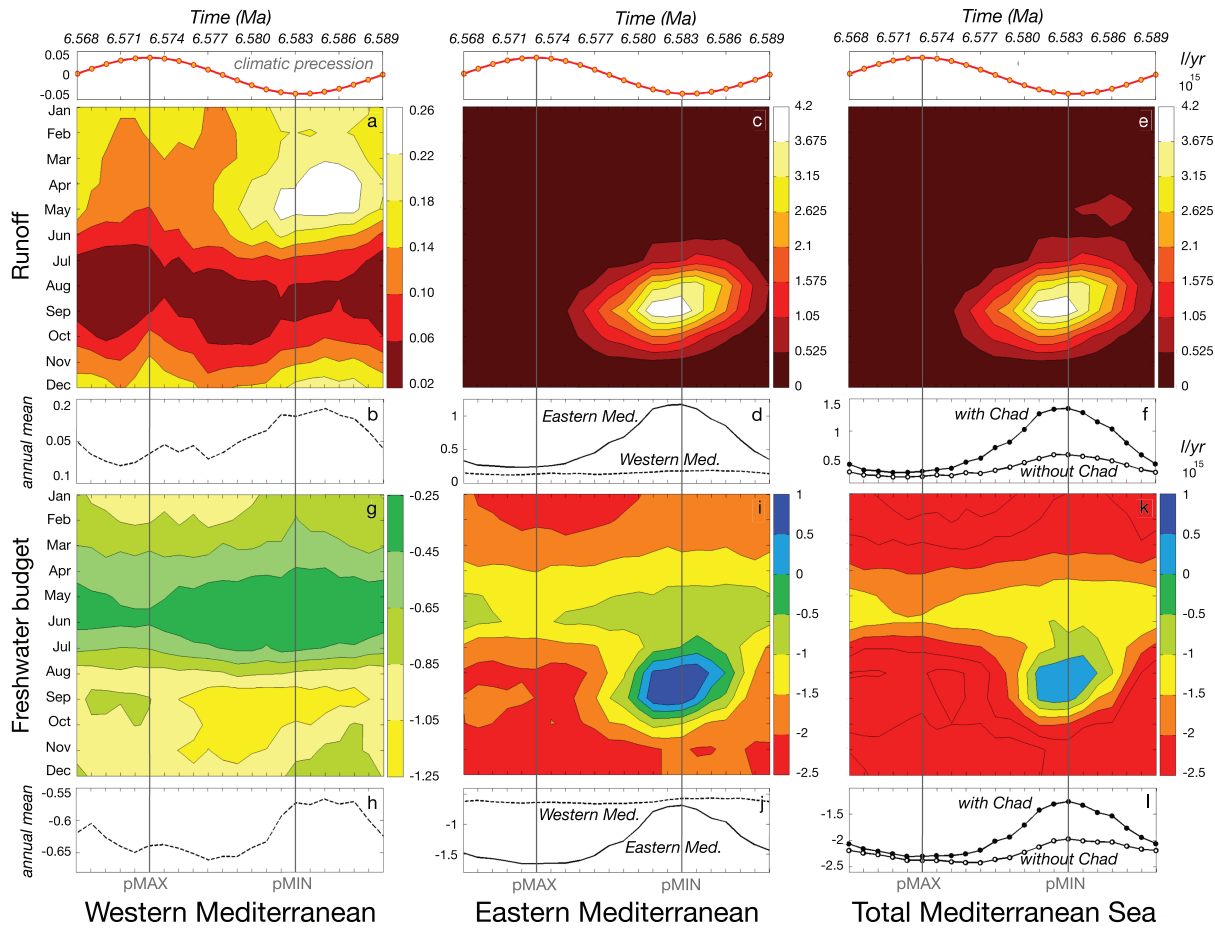 Time (Ma) Time (Ma) Time (Ma)
6.568 6.571 6.574 6.577 6.580 6.583 6.586 6.589 6.568 6.571 6.574 6.577 6.580 6.583 6.586 6.589 6.568 6.571 6.574 6.577 6.580 6.583 6.586 6.589
0.05
0
-0.05
climatic precession
l/yr
10^15
Runoff
Jan
Feb
Mar
Apr
May
Jun
Jul
Aug
Sep
Oct
Nov
Dec
a
0.26
0.22
0.18
0.14
0.10
0.06
0.02
c
4.2
3.675
3.15
2.625
2.1
1.575
1.05
0.525
0
e
4.2
3.675
3.15
2.625
2.1
1.575
1.05
0.525
0
annual mean
0.2
0.05
0.1
b
1
0.5
0
Eastern Med.
Western Med.
d
1.5
1
0.5
with Chad
without Chad
f
l/yr
10^15
Freshwater budget
Jan
Feb
Mar
Apr
May
Jun
Jul
Aug
Sep
Oct
Nov
Dec
g
-0.25
-0.45
-0.65
-0.85
-1.05
-1.25
i
1
0.5
0
-0.5
-1
-1.5
-2
-2.5
k
1
0.5
0
-0.5
-1
-1.5
-2
-2.5
annual mean
-0.55
-0.6
-0.65
h
-1
-1.5
Western Med.
Eastern Med.
j
-1.5
-2
-2.5
with Chad
without Chad
l
pMAX pMIN pMAX pMIN pMAX pMIN
Western Mediterranean Eastern Mediterranean Total Mediterranean Sea